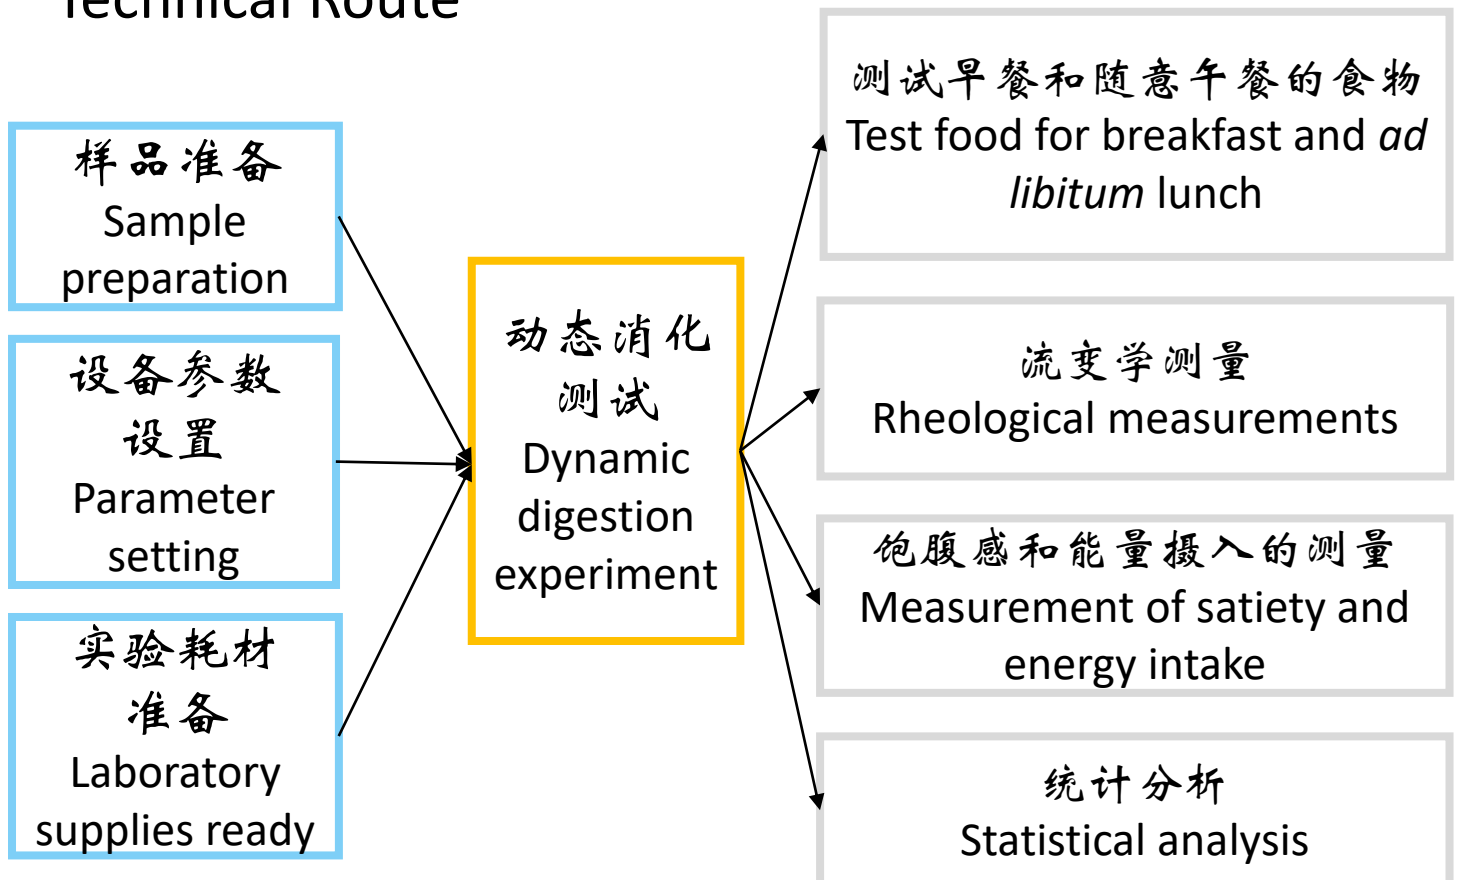 Technical Route
样品准备
Sample
preparation
设备参数
设置
Parameter
setting
实验耗材
准备
Laboratory
supplies ready
动态消化
测试
Dynamic
digestion
experiment
测试早餐和随意午餐的食物
Test food for breakfast and ad
libitum lunch
流变学测量
Rheological measurements
饱腹感和能量摄入的测量
Measurement of satiety and
energy intake
统计分析
Statistical analysis